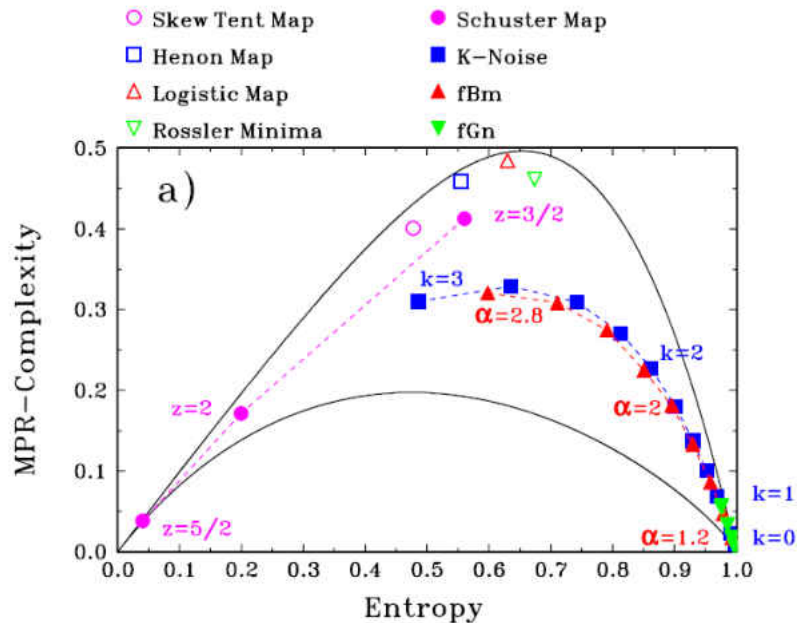 Skew Tent Map
Schuster Map
Henon Map
K-Noise
Logistic Map
fBm
Rossler Minima
fGn
a)
MPR-Complexity
0.5
0.4
0.3
0.2
0.1
0.0
z=3/2
k=3
α=2.8
k=2
z=2
α=2
k=1
z=5/2
α=1.2
k=0
0.0 0.1 0.2 0.3 0.4 0.5 0.6 0.7 0.8 0.9 1.0
Entropy